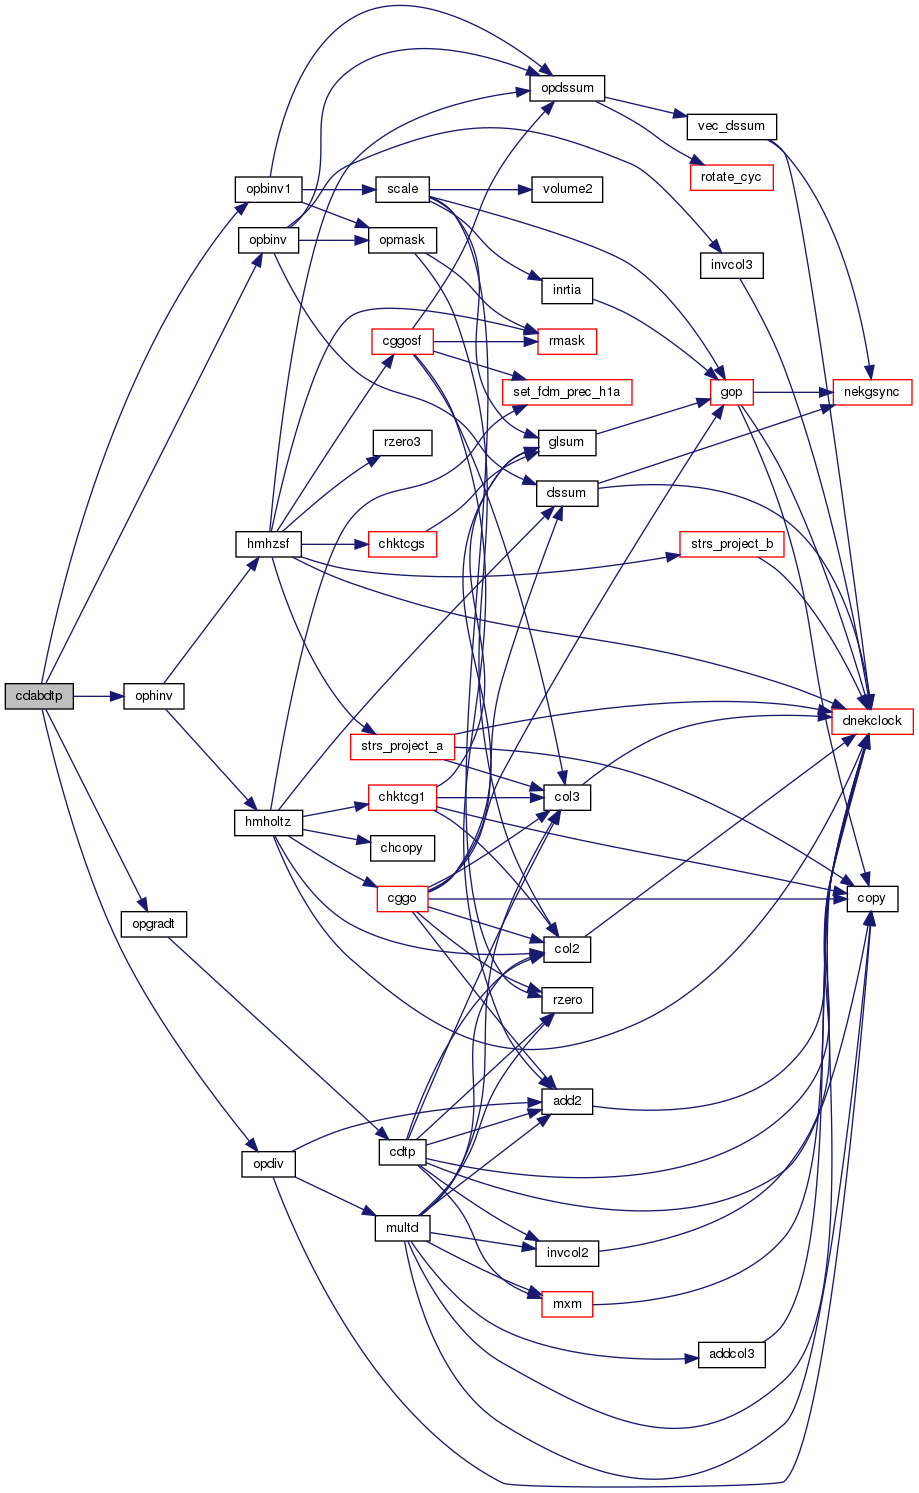 opdssum
vec_dssum
rotate_cyc
opbinv1
scale
volume2
opbinv
opmask
invcol3
inrtia
cggosf
rmask
set_fdm_prec_h1a
gop
nekgsync
rzero3
glsum
dssum
hmhzsf
chktcgs
strs_project_b
cdabdtp
ophinv
dnekclock
strs_project_a
chktcg1
col3
hmholtz
chcopy
cggo
copy
opgradt
col2
rzero
add2
cdtp
opdiv
multd
invcol2
mxm
addcol3